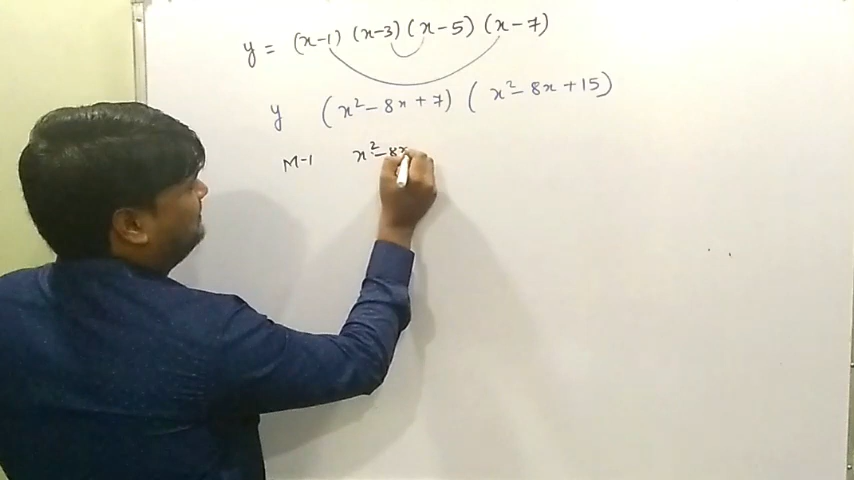 y = (x-1) (x-3) (x-5) (x-7)
y (x²-8x+7) (x²-8x+15)
M-1 x²-8x